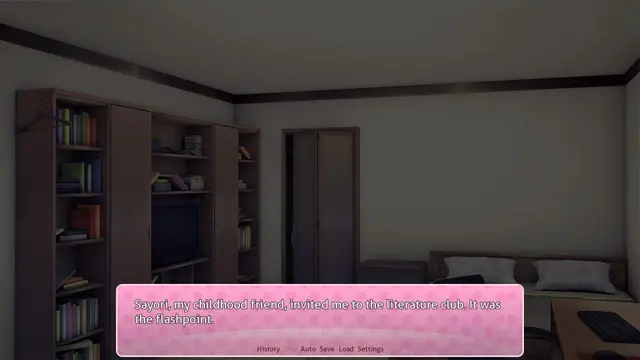 Sayori, my childhood friend, invited me to the literature club. It was
the flashpoint.
History Skip Auto Save Load Settings